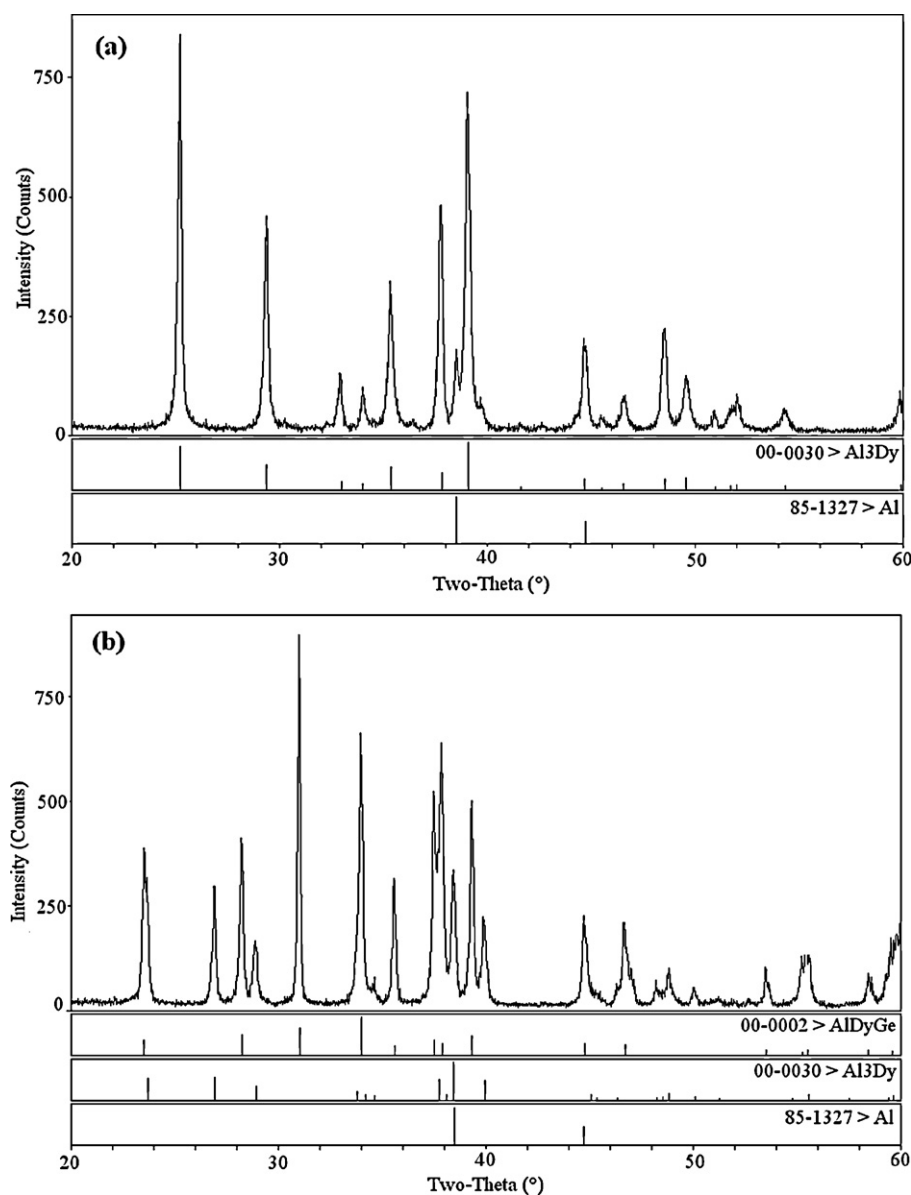 (a)
750
500
250
0
Intensity (Counts)
00-0030 > Al3Dy
85-1327 > Al
20 30 40 50 60
Two-Theta (°)
(b)
750
500
250
0
Intensity (Counts)
00-0002 > AlDyGe
00-0030 > Al3Dy
85-1327 > Al
20 30 40 50 60
Two-Theta (°)